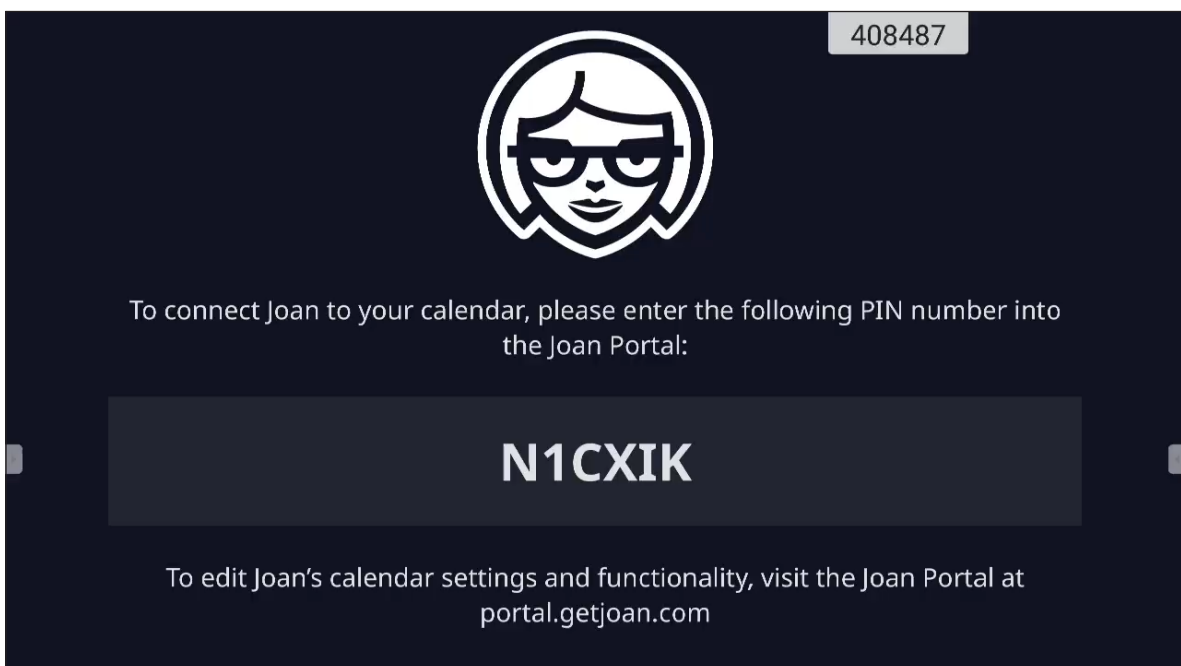 408487
To connect Joan to your calendar, please enter the following PIN number into
the Joan Portal:
N1CXIK
To edit Joan’s calendar settings and functionality, visit the Joan Portal at
portal.getjoan.com